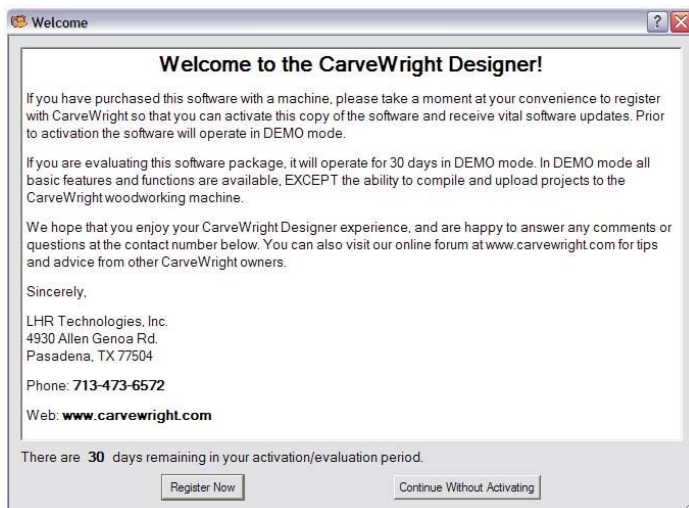 Welcome
Welcome to the CarveWright Designer!
If you have purchased this software with a machine, please take a moment at your convenience to register
with CarveWright so that you can activate this copy of the software and receive vital software updates. Prior
to activation the software will operate in DEMO mode.
If you are evaluating this software package, it will operate for 30 days in DEMO mode. In DEMO mode all
basic features and functions are available, EXCEPT the ability to compile and upload projects to the
CarveWright woodworking machine.
We hope that you enjoy your CarveWright Designer experience, and are happy to answer any comments or
questions at the contact number below. You can also visit our online forum at www.carvewright.com for tips
and advice from other CarveWright owners.
Sincerely,
LHR Technologies, Inc.
4930 Allen Genoa Rd.
Pasadena, TX 77504
Phone: 713-473-6572
Web: www.carvewright.com
There are 30 days remaining in your activation/evaluation period.
Register Now
Continue Without Activating